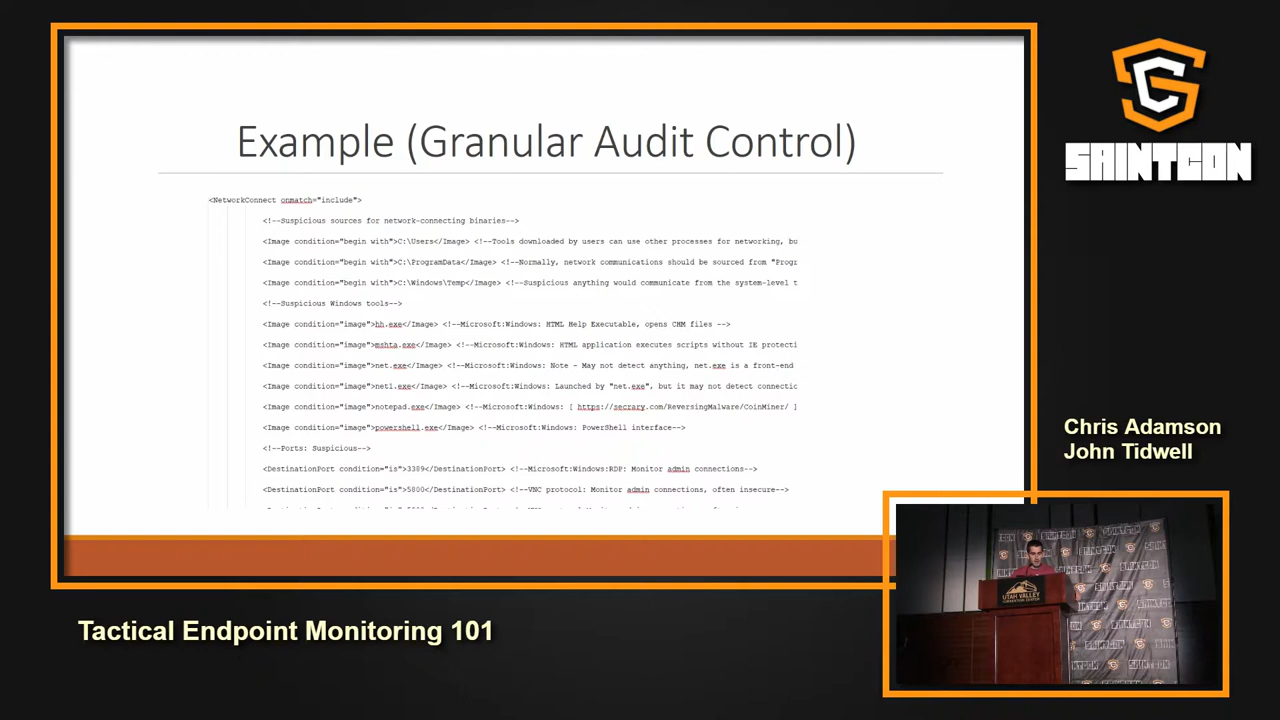 Example (Granular Audit Control)
<NetworkConnect onmatch="include">
<!--Suspicious sources for network-connecting binaries-->
<Image condition="begin with">C:\Users</Image> <!--Tools downloaded by users can use other processes for networking, bu
<Image condition="begin with">C:\ProgramData</Image> <!--Normally, network communications should be sourced from "Progr
<Image condition="begin with">C:\Windows\Temp</Image> <!--Suspicious anything would communicate from the system-level t
<!--Suspicious Windows tools-->
<Image condition="image">hh.exe</Image> <!--Microsoft:Windows: HTML Help Executable, opens CHM files -->
<Image condition="image">mshta.exe</Image> <!--Microsoft:Windows: HTML application executes scripts without IE protecti
<Image condition="image">net.exe</Image> <!--Microsoft:Windows: Note - May not detect anything, net.exe is a front-end
<Image condition="image">net1.exe</Image> <!--Microsoft:Windows: Launched by "net.exe", but it may not detect connectio
<Image condition="image">notepad.exe</Image> <!--Microsoft:Windows: [ https://secrary.com/ReversingMalware/CoinMiner/ ]
<Image condition="image">powershell.exe</Image> <!--Microsoft:Windows: PowerShell interface-->
<!--Ports: Suspicious-->
<DestinationPort condition="is">3389</DestinationPort> <!--Microsoft:Windows:RDP: Monitor admin connections-->
<DestinationPort condition="is">5800</DestinationPort> <!--VNC protocol: Monitor admin connections, often insecure-->
SAINTCON
Chris Adamson
John Tidwell
UTAH VALLEY
CONVENTION CENTER
Tactical Endpoint Monitoring 101